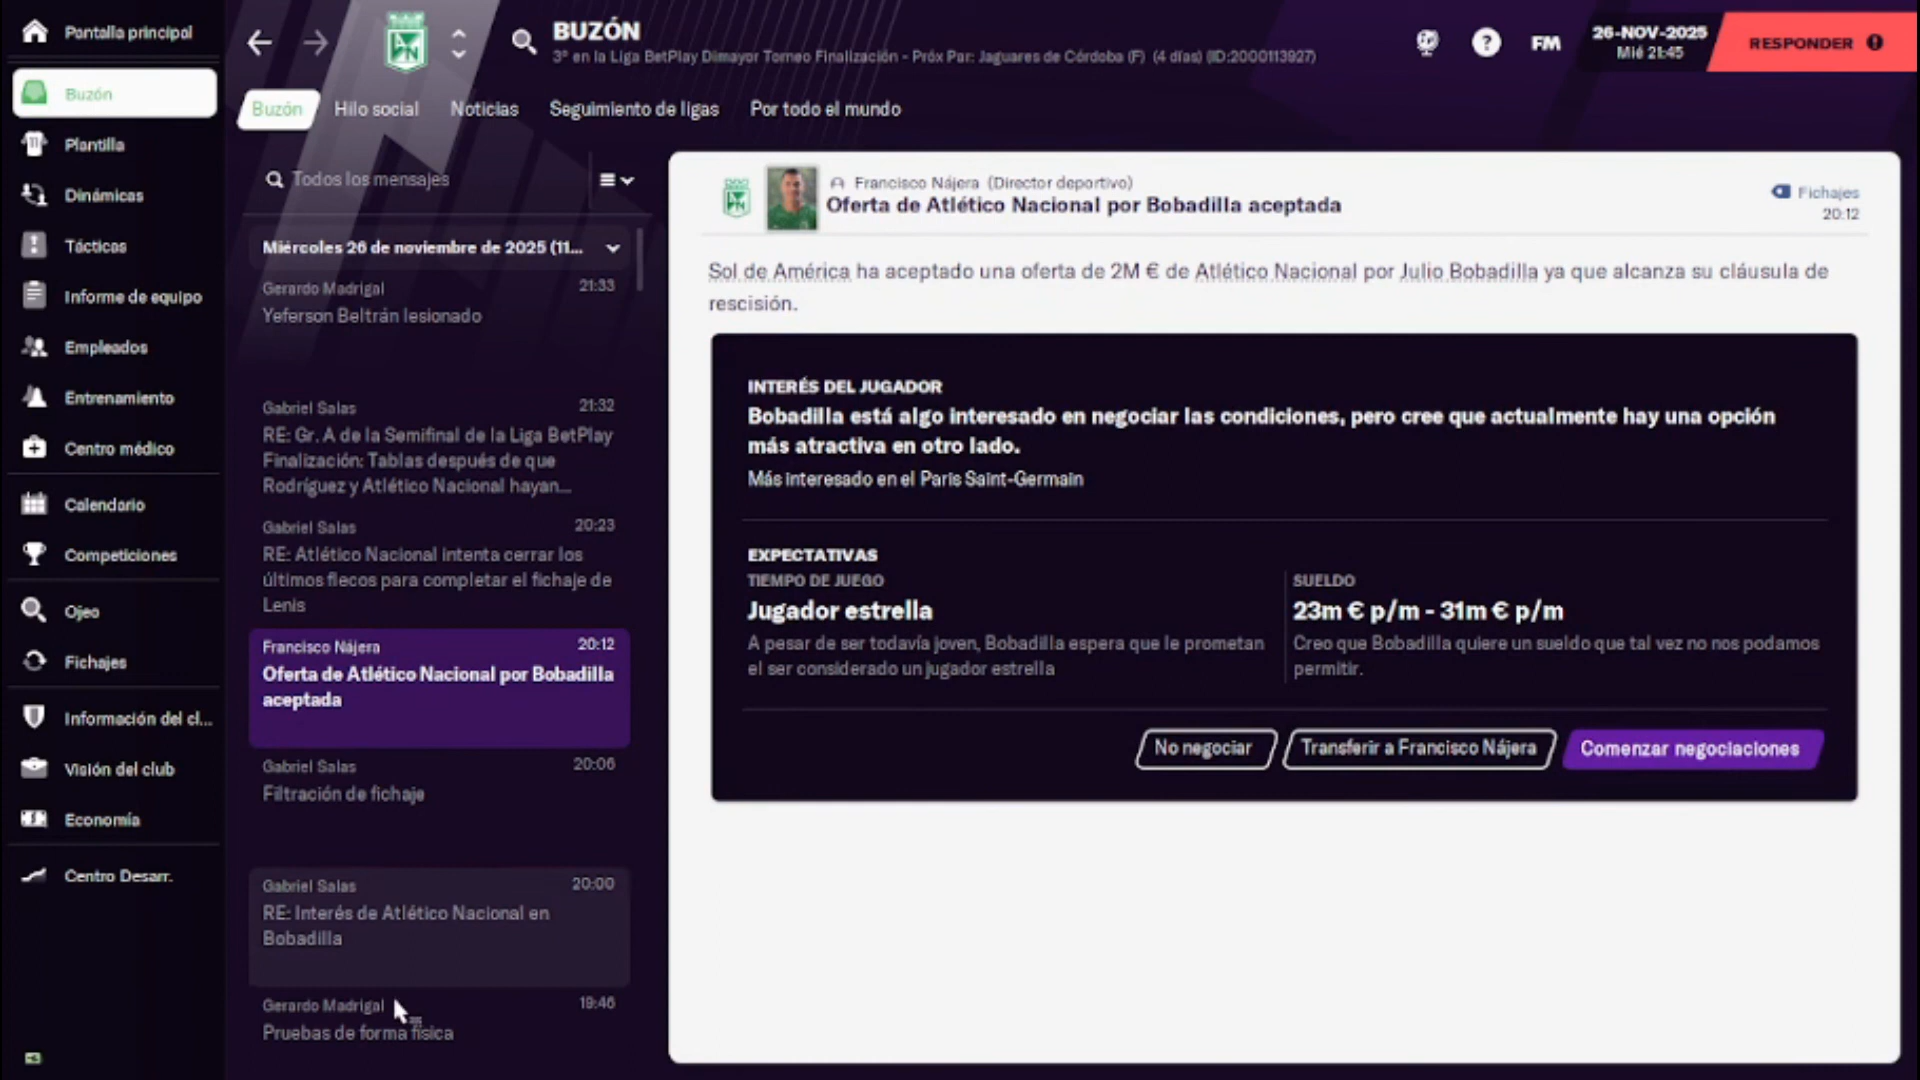 Pantalla principal
Buzón
Plantilla
Dinámicas
Tácticas
Informe de equipo
Empleados
Entrenamiento
Centro médico
Calendario
Competiciones
Ojeo
Fichajes
Información del cl...
Visión del club
Economía
Centro Desarr.
BUZÓN
3º en la Liga BetPlay Dimayor Torneo Finalización - Próx Par: Jaguares de Córdoba (F) (4 días) (ID:2000113927)
?
FM
26-NOV-2025
Mié 21:45
RESPONDER
Buzón
Hilo social
Noticias
Seguimiento de ligas
Por todo el mundo
Todos los mensajes
Miércoles 26 de noviembre de 2025 (11...
Gerardo Madrigal 21:33
Yeferson Beltrán lesionado
Gabriel Salas 21:32
RE: Gr. A de la Semifinal de la Liga BetPlay
Finalización: Tablas después de que
Rodríguez y Atlético Nacional hayan...
Gabriel Salas 20:23
RE: Atlético Nacional intenta cerrar los
últimos flecos para completar el fichaje de
Lenis
Francisco Nájera 20:12
Oferta de Atlético Nacional por Bobadilla
aceptada
Gabriel Salas 20:06
Filtración de fichaje
Gabriel Salas 20:00
RE: Interés de Atlético Nacional en
Bobadilla
Gerardo Madrigal 19:46
Pruebas de forma física
Francisco Nájera (Director deportivo)
Oferta de Atlético Nacional por Bobadilla aceptada
Fichajes
20:12
Sol de América ha aceptado una oferta de 2M € de Atlético Nacional por Julio Bobadilla ya que alcanza su cláusula de
rescisión.
INTERÉS DEL JUGADOR
Bobadilla está algo interesado en negociar las condiciones, pero cree que actualmente hay una opción
más atractiva en otro lado.
Más interesado en el Paris Saint-Germain
EXPECTATIVAS
TIEMPO DE JUEGO
Jugador estrella
A pesar de ser todavía joven, Bobadilla espera que le prometan
el ser considerado un jugador estrella
SUELDO
23m € p/m - 31m € p/m
Creo que Bobadilla quiere un sueldo que tal vez no nos podamos
permitir.
No negociar
Transferir a Francisco Nájera
Comenzar negociaciones